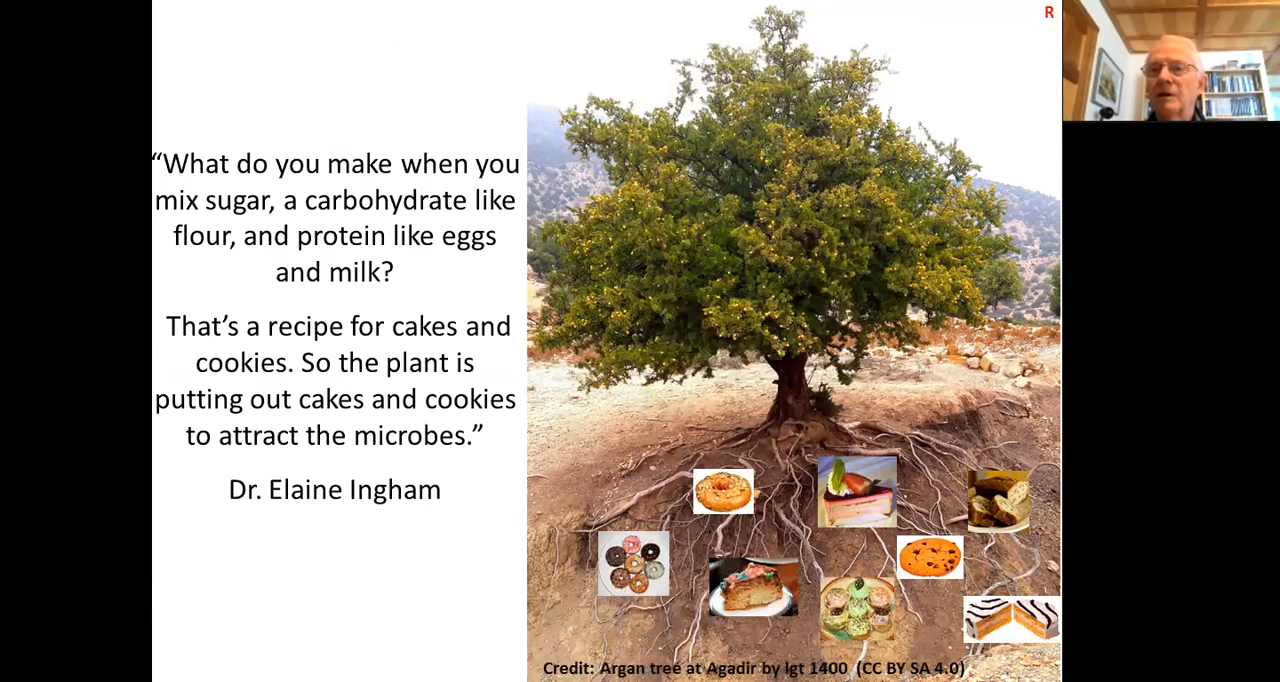 R
“What do you make when you
mix sugar, a carbohydrate like
flour, and protein like eggs
and milk?
That’s a recipe for cakes and
cookies. So the plant is
putting out cakes and cookies
to attract the microbes.”
Dr. Elaine Ingham
Credit: Argan tree at Agadir by lgt 1400 (CC BY SA 4.0)